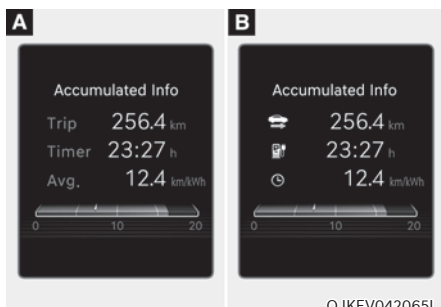 A
Accumulated Info
Trip 256.4 km
Timer 23:27 h
Avg. 12.4 km/kWh
0 10 20
B
Accumulated Info
256.4 km
23:27 h
12.4 km/kWh
0 10 20
OJKEV042065L